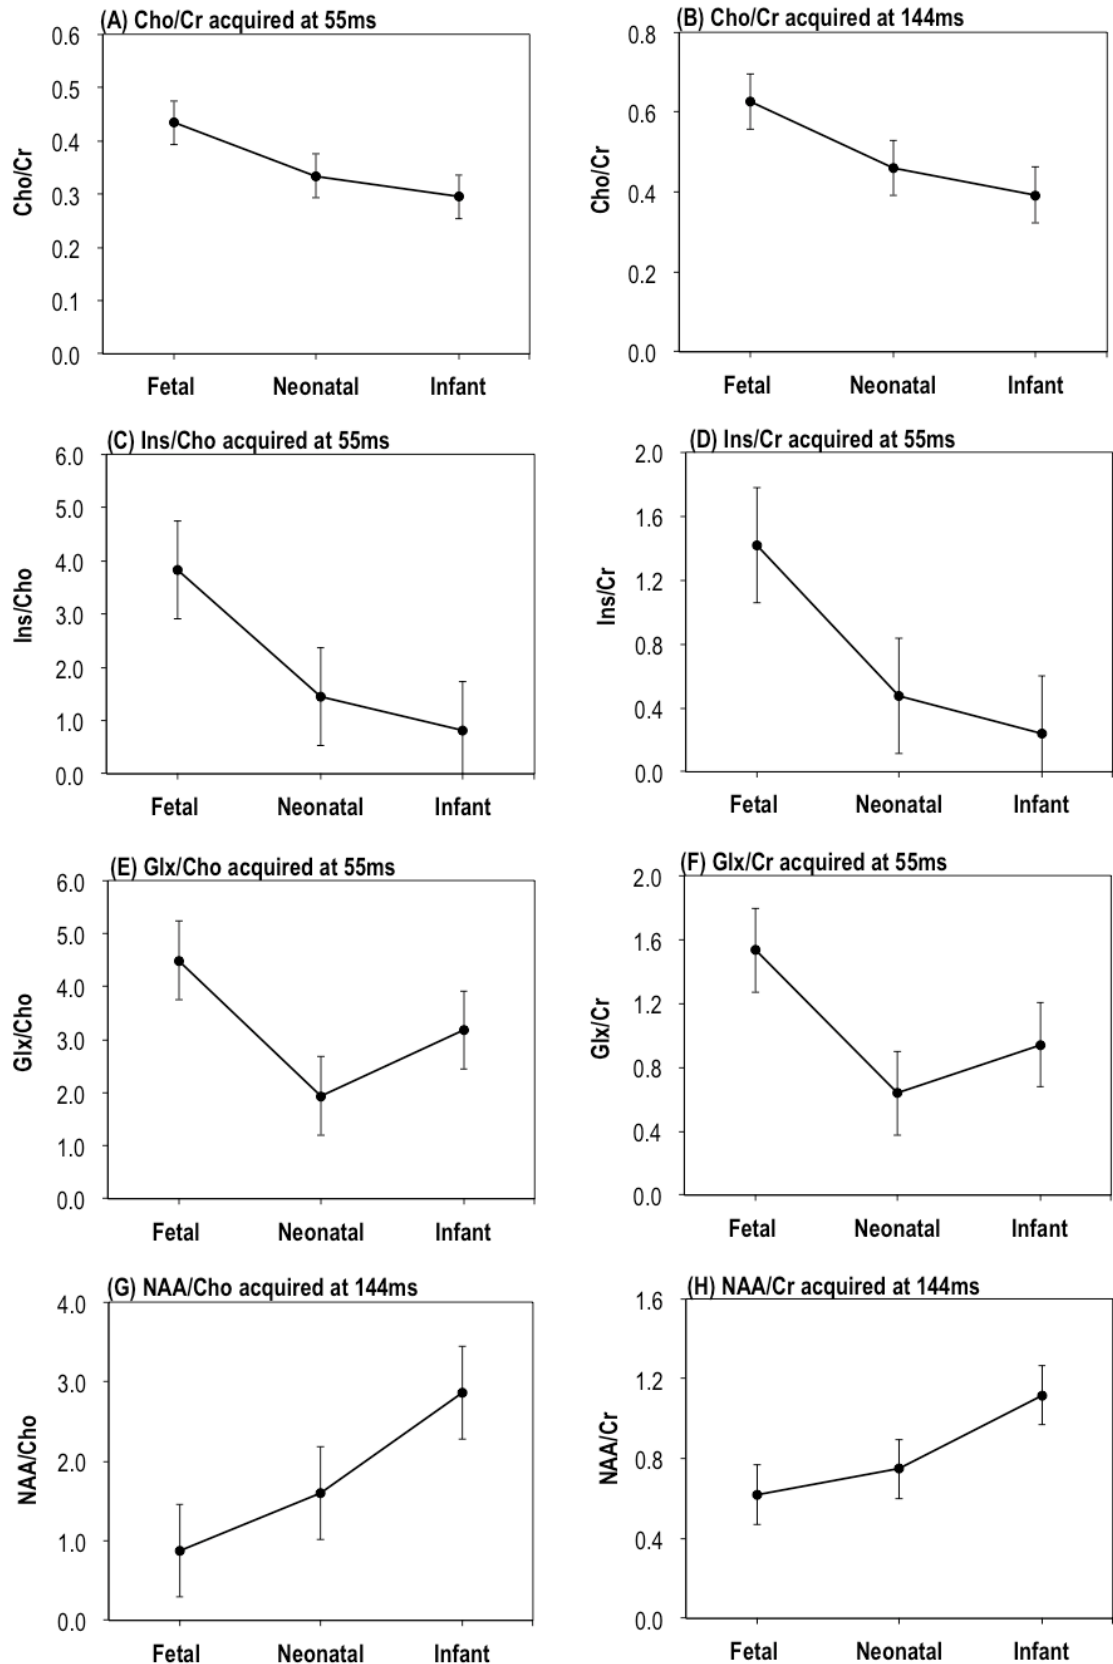 (A) Cho/Cr acquired at 55ms
Cho/Cr
0.6
0.5
0.4
0.3
0.2
0.1
0.0
Fetal Neonatal Infant
(B) Cho/Cr acquired at 144ms
Cho/Cr
0.8
0.6
0.4
0.2
0.0
Fetal Neonatal Infant
(C) Ins/Cho acquired at 55ms
Ins/Cho
6.0
5.0
4.0
3.0
2.0
1.0
0.0
Fetal Neonatal Infant
(D) Ins/Cr acquired at 55ms
Ins/Cr
2.0
1.6
1.2
0.8
0.4
0.0
Fetal Neonatal Infant
(E) Glx/Cho acquired at 55ms
Glx/Cho
6.0
5.0
4.0
3.0
2.0
1.0
0.0
Fetal Neonatal Infant
(F) Glx/Cr acquired at 55ms
Glx/Cr
2.0
1.6
1.2
0.8
0.4
0.0
Fetal Neonatal Infant
(G) NAA/Cho acquired at 144ms
NAA/Cho
4.0
3.0
2.0
1.0
0.0
Fetal Neonatal Infant
(H) NAA/Cr acquired at 144ms
NAA/Cr
1.6
1.2
0.8
0.4
0.0
Fetal Neonatal Infant